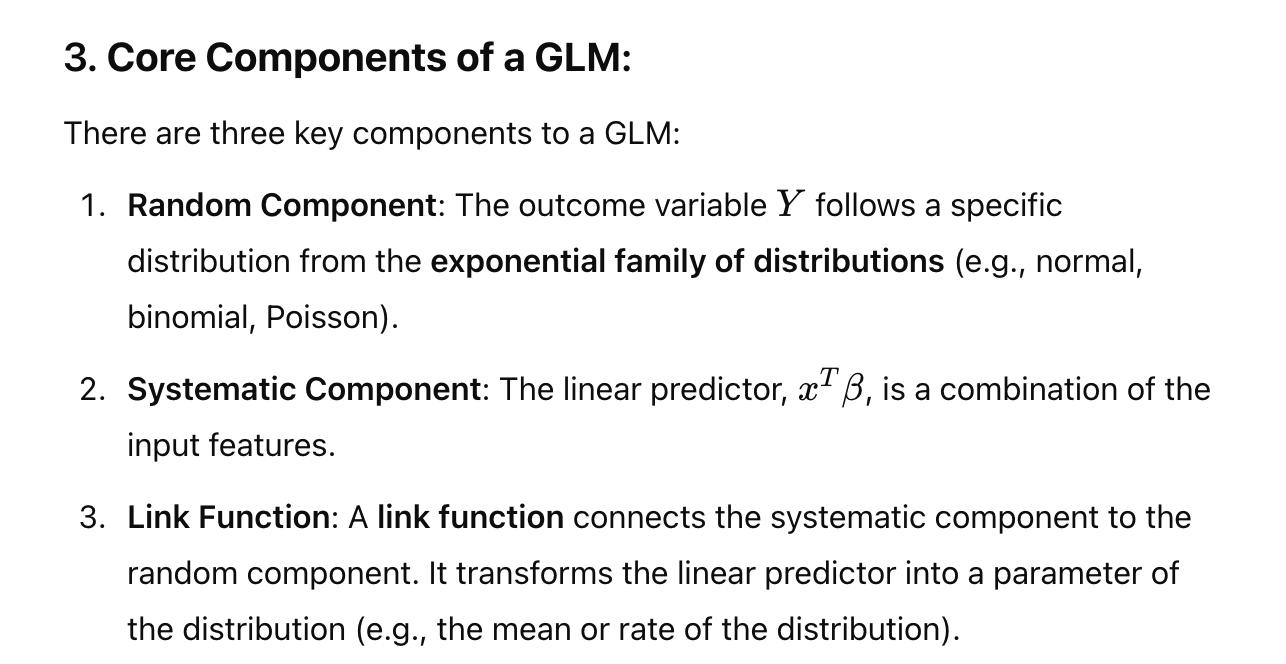 3. Core Components of a GLM:
There are three key components to a GLM:
1. Random Component: The outcome variable Y follows a specific
distribution from the exponential family of distributions (e.g., normal,
binomial, Poisson).
2. Systematic Component: The linear predictor, x^T β, is a combination of the
input features.
3. Link Function: A link function connects the systematic component to the
random component. It transforms the linear predictor into a parameter of
the distribution (e.g., the mean or rate of the distribution).